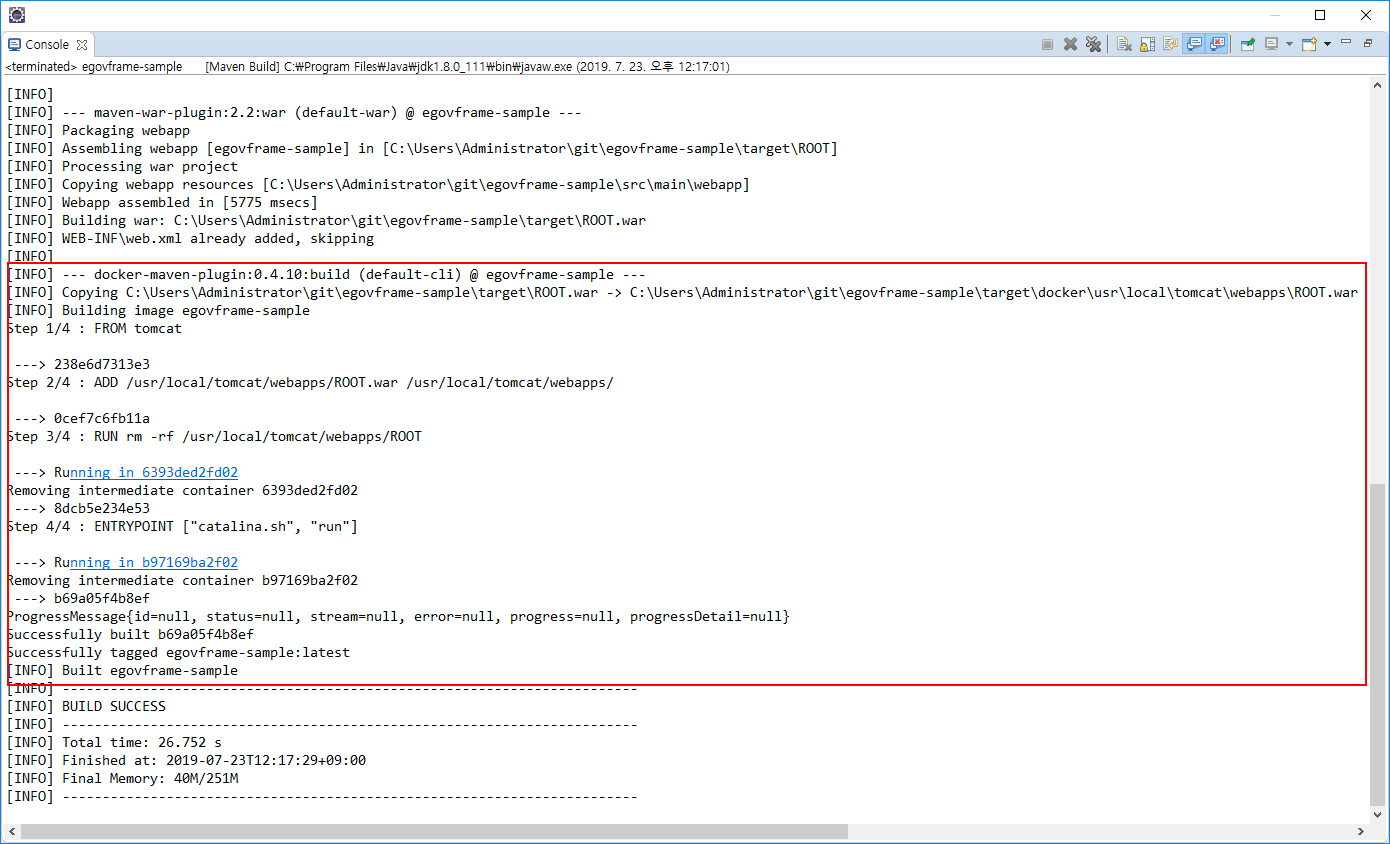 Console
<terminated> egovframe-sample [Maven Build] C:₩Program Files₩Java₩jdk1.8.0_111₩bin₩javaw.exe (2019. 7. 23. 오후 12:17:01)
[INFO]
[INFO] --- maven-war-plugin:2.2:war (default-war) @ egovframe-sample ---
[INFO] Packaging webapp
[INFO] Assembling webapp [egovframe-sample] in [C:\Users\Administrator\git\egovframe-sample\target\ROOT]
[INFO] Processing war project
[INFO] Copying webapp resources [C:\Users\Administrator\git\egovframe-sample\src\main\webapp]
[INFO] Webapp assembled in [5775 msecs]
[INFO] Building war: C:\Users\Administrator\git\egovframe-sample\target\ROOT.war
[INFO] WEB-INF\web.xml already added, skipping
[INFO]
[INFO] --- docker-maven-plugin:0.4.10:build (default-cli) @ egovframe-sample ---
[INFO] Copying C:\Users\Administrator\git\egovframe-sample\target\ROOT.war -> C:\Users\Administrator\git\egovframe-sample\target\docker\usr\local\tomcat\webapps\ROOT.war
[INFO] Building image egovframe-sample
Step 1/4 : FROM tomcat
---> 238e6d7313e3
Step 2/4 : ADD /usr/local/tomcat/webapps/ROOT.war /usr/local/tomcat/webapps/
---> 0cef7c6fb11a
Step 3/4 : RUN rm -rf /usr/local/tomcat/webapps/ROOT
---> Running in 6393ded2fd02
Removing intermediate container 6393ded2fd02
---> 8dcb5e234e53
Step 4/4 : ENTRYPOINT ["catalina.sh", "run"]
---> Running in b97169ba2f02
Removing intermediate container b97169ba2f02
---> b69a05f4b8ef
ProgressMessage{id=null, status=null, stream=null, error=null, progress=null, progressDetail=null}
Successfully built b69a05f4b8ef
Successfully tagged egovframe-sample:latest
[INFO] Built egovframe-sample
[INFO] ------------------------------------------------------------------------
[INFO] BUILD SUCCESS
[INFO] ------------------------------------------------------------------------
[INFO] Total time: 26.752 s
[INFO] Finished at: 2019-07-23T12:17:29+09:00
[INFO] Final Memory: 40M/251M
[INFO] ------------------------------------------------------------------------